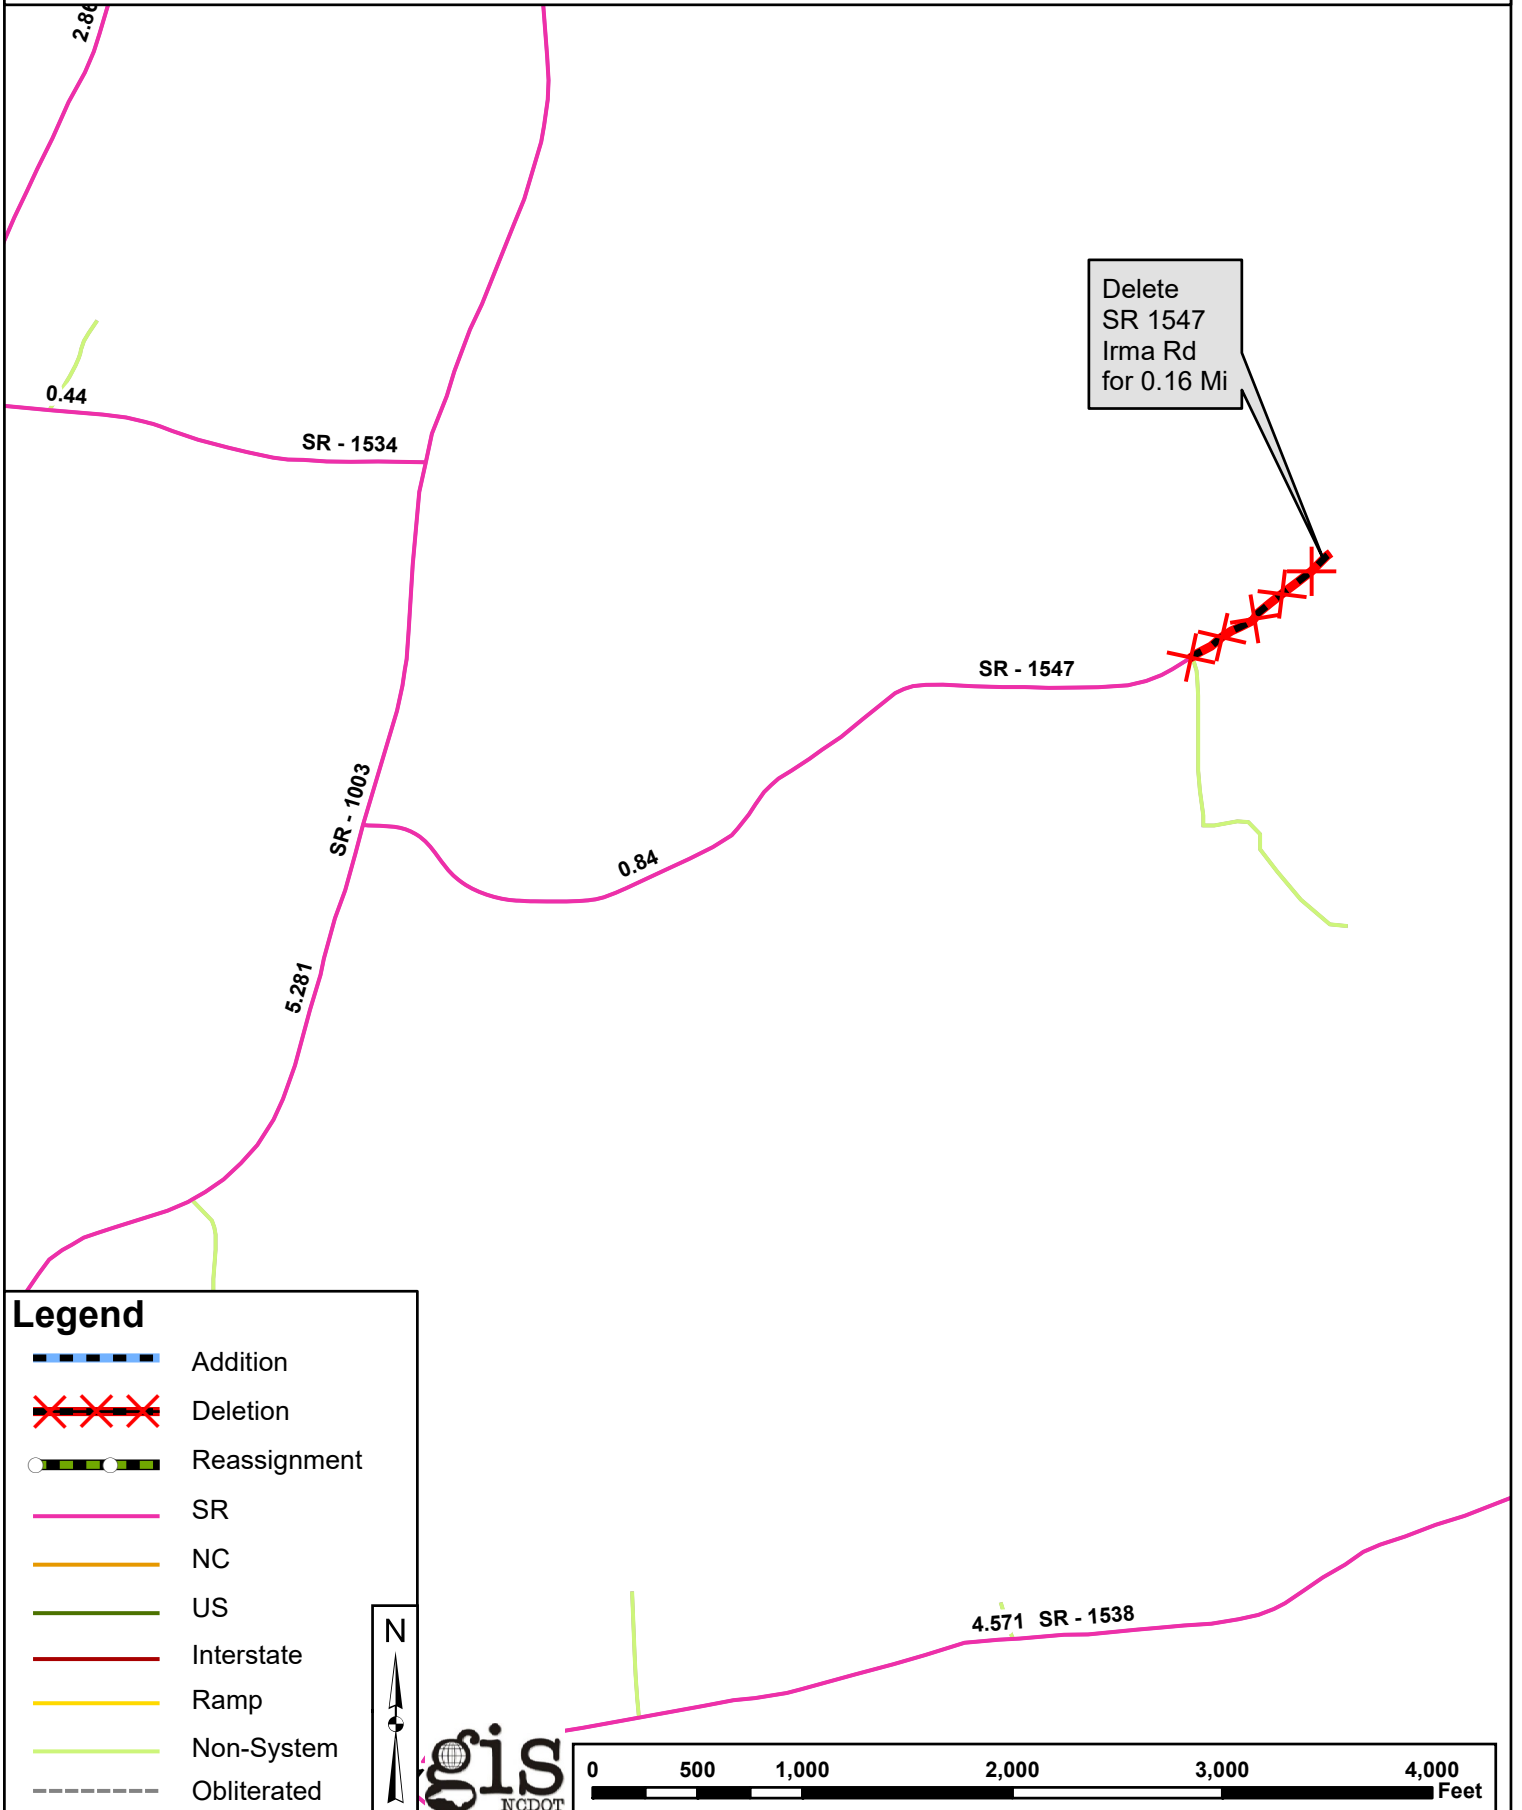 Delete
SR 1547
Irma Rd
for 0.16 Mi
0.44
SR - 1534
SR - 1547
SR - 1003
0.84
5.281
Legend
Addition
Deletion
Reassignment
SR
NC
US
Interstate
Ramp
Non-System
Obliterated
N
4.571 SR - 1538
gis
NCDOT
0 500 1,000 2,000 3,000 4,000
Feet